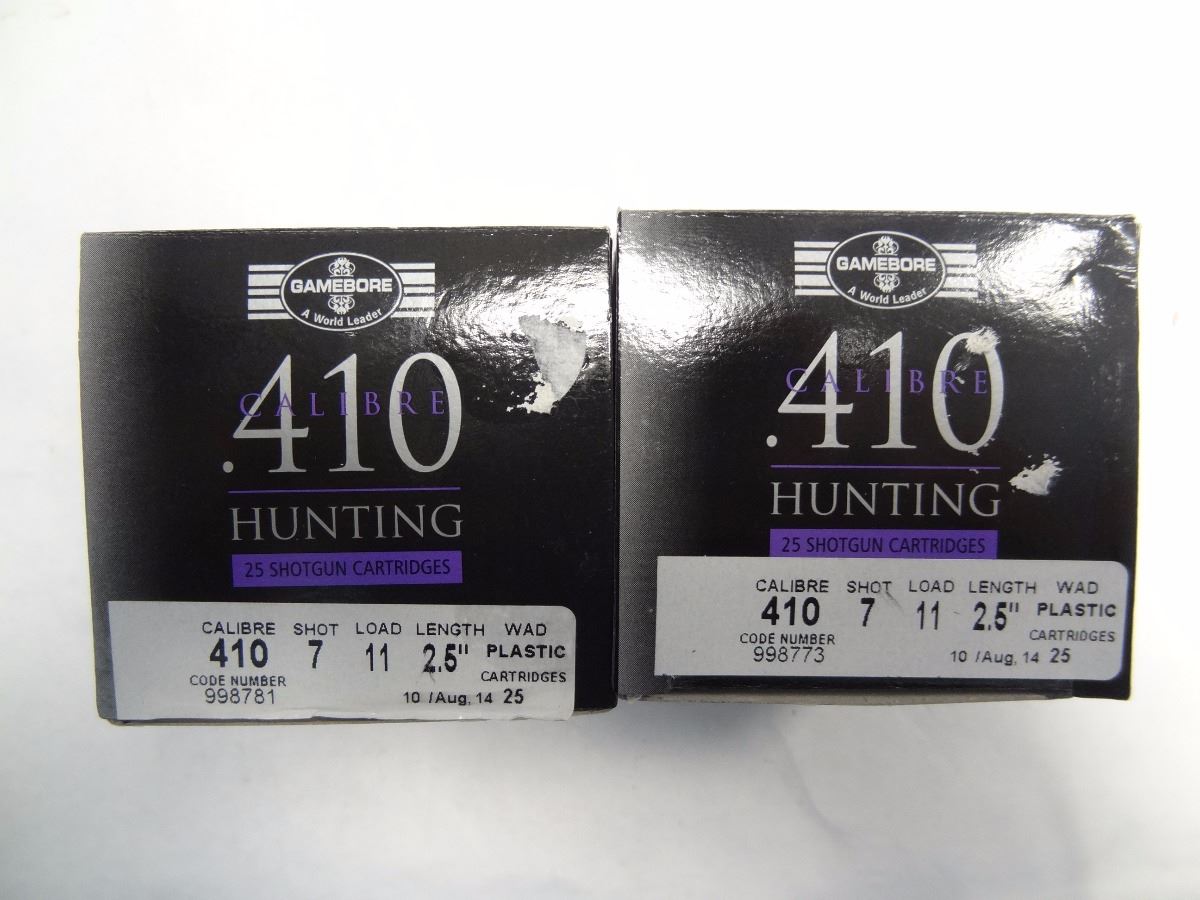 GAMEBORE
A World Leader
.410
CALIBRE
HUNTING
25 SHOTGUN CARTRIDGES
CALIBRE SHOT LOAD LENGTH WAD
410 7 11 2.5" PLASTIC
CODE NUMBER CARTRIDGES
998781 10 /Aug, 14 25
GAMEBORE
A World Leader
.410
CALIBRE
HUNTING
25 SHOTGUN CARTRIDGES
CALIBRE SHOT LOAD LENGTH WAD
410 7 11 2.5" PLASTIC
CODE NUMBER CARTRIDGES
998773 10 /Aug, 14 25